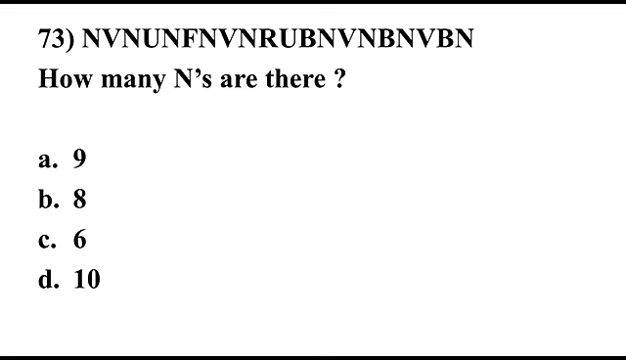 73) NVNUNFNVNRUBNVNBNVBN
How many N’s are there ?
a. 9
b. 8
c. 6
d. 10